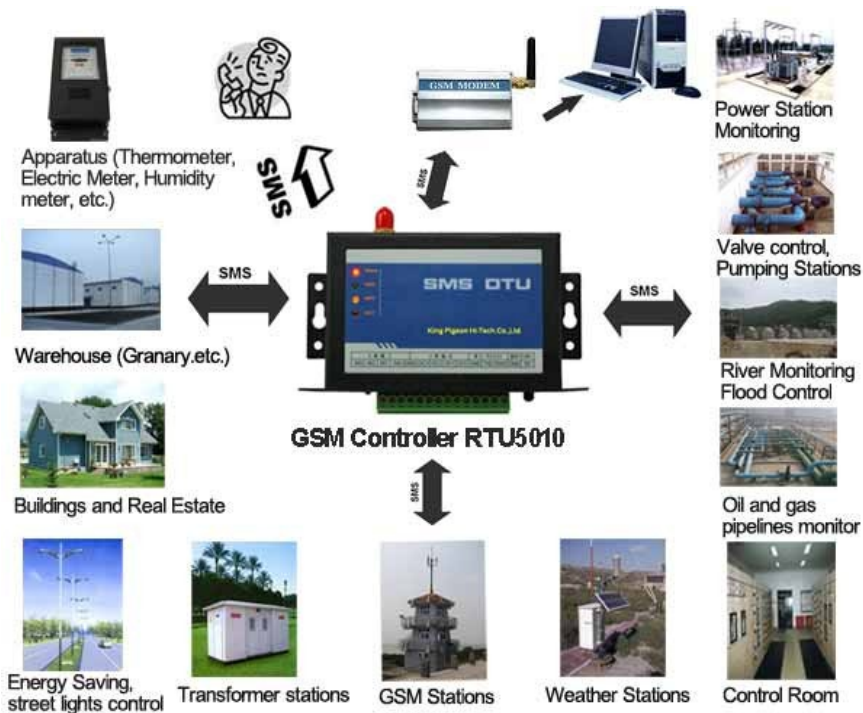 GSM MODEM
Power Station
Monitoring
Apparatus (Thermometer,
Electric Meter, Humidity
meter, etc.)
SMS
SMS
Valve control,
Pumping Stations
SMS
SMS
SMS DTU
King Pigeon Hi-Tech.Co.,Ltd
Warehouse (Granary.etc.)
River Monitoring
Flood Control
GSM Controller RTU5010
Buildings and Real Estate
SMS
Oil and gas
pipelines monitor
Energy Saving,
street lights control
Transformer stations
GSM Stations
Weather Stations
Control Room